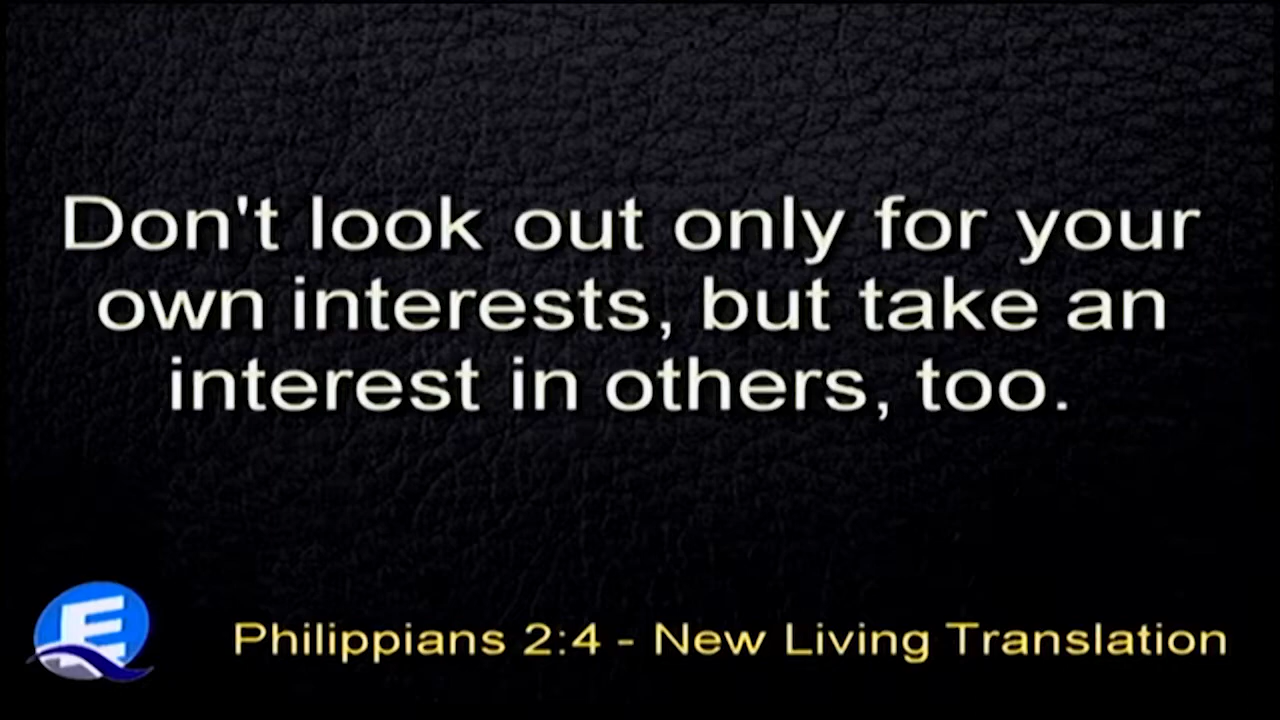 Don't look out only for your
own interests, but take an
interest in others, too.
E
Philippians 2:4 - New Living Translation